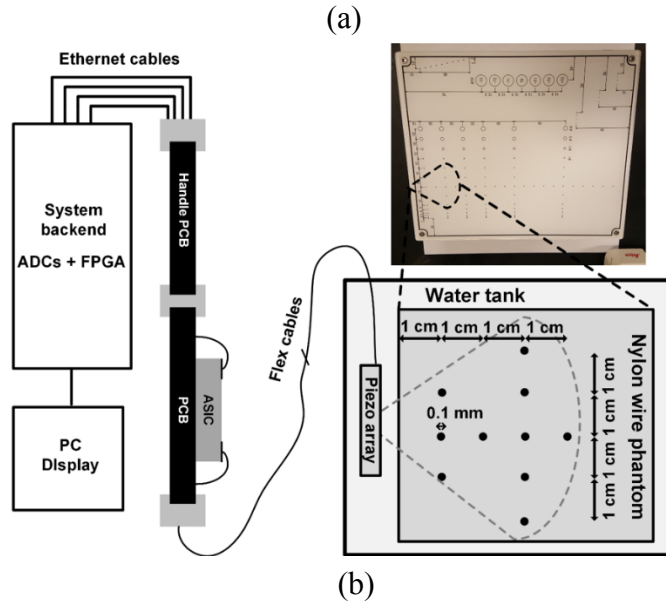 (a)
Ethernet cables
System
backend
ADCs + FPGA
PC
DIsplay
Handle PCB
PCB
ASIC
Flex cables
Water tank
Piezo array
1 cm 1 cm 1 cm 1 cm
0.1 mm
1 cm
1 cm
1 cm
1 cm
Nylon wire phantom
(b)